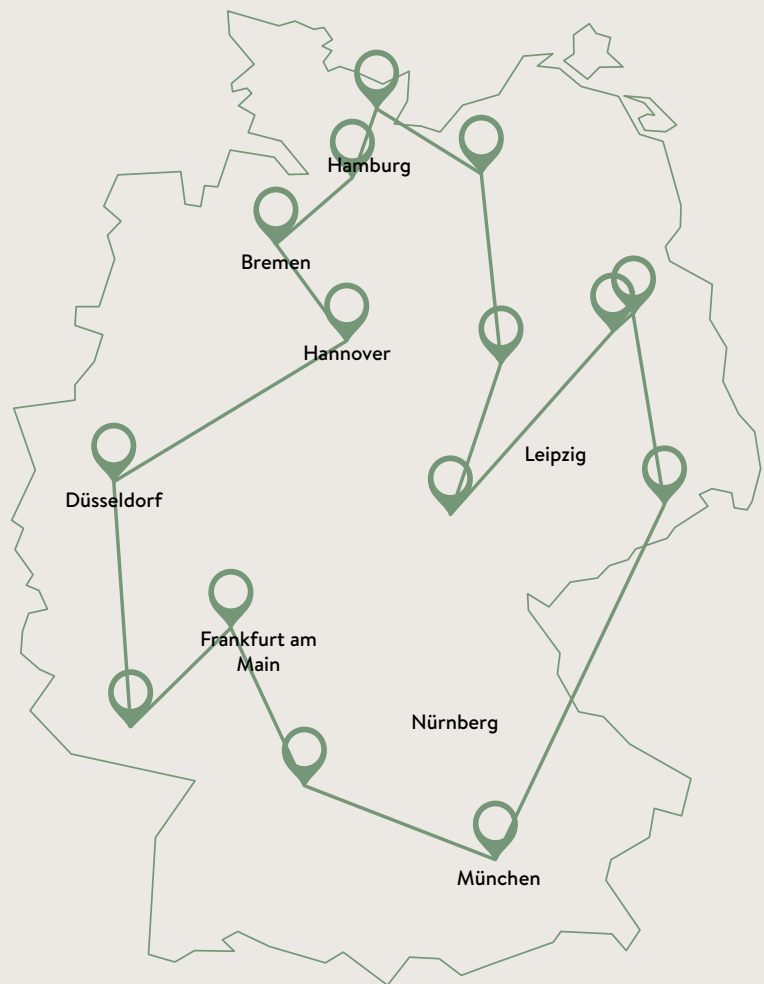 Hamburg
Bremen
Hannover
Leipzig
Düsseldorf
Frankfurt am
Main
Nürnberg
München